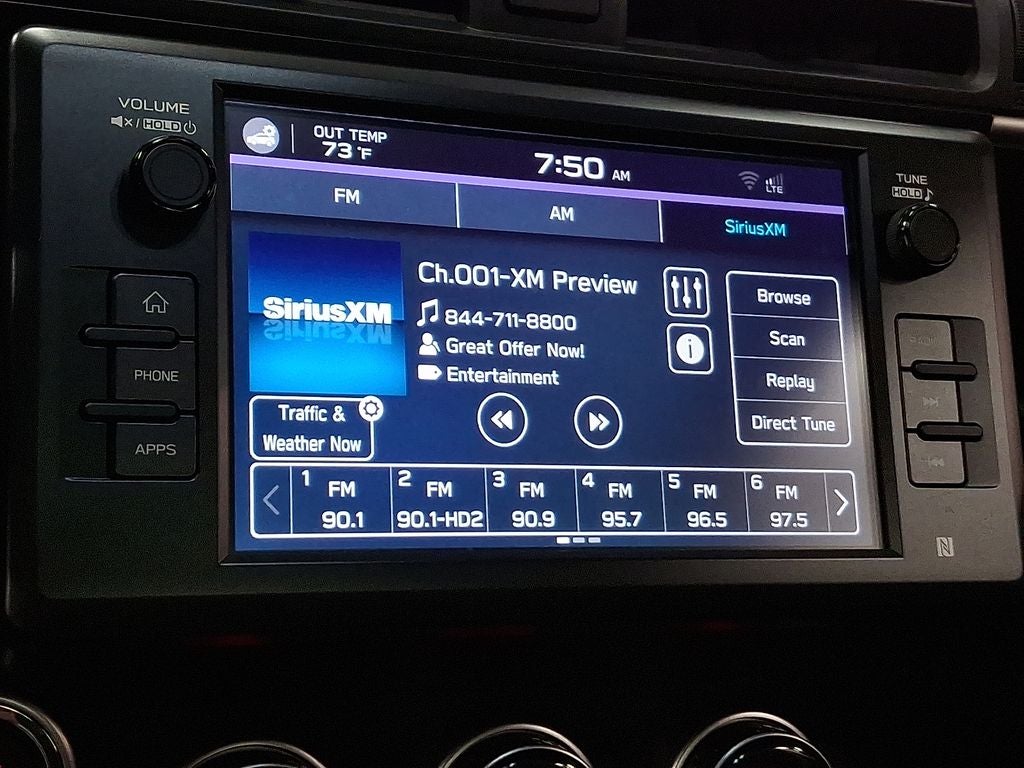 VOLUME
/ HOLD
OUT TEMP
73 °F
7:50 AM
LTE
TUNE
HOLD
FM
AM
SiriusXM
SiriusXM
Ch.001-XM Preview
844-711-8800
Great Offer Now!
Entertainment
Browse
Scan
Replay
Direct Tune
Traffic &
Weather Now
1 FM 90.1
2 FM 90.1-HD2
3 FM 90.9
4 FM 95.7
5 FM 96.5
6 FM 97.5
PHONE
APPS
RADIO
N